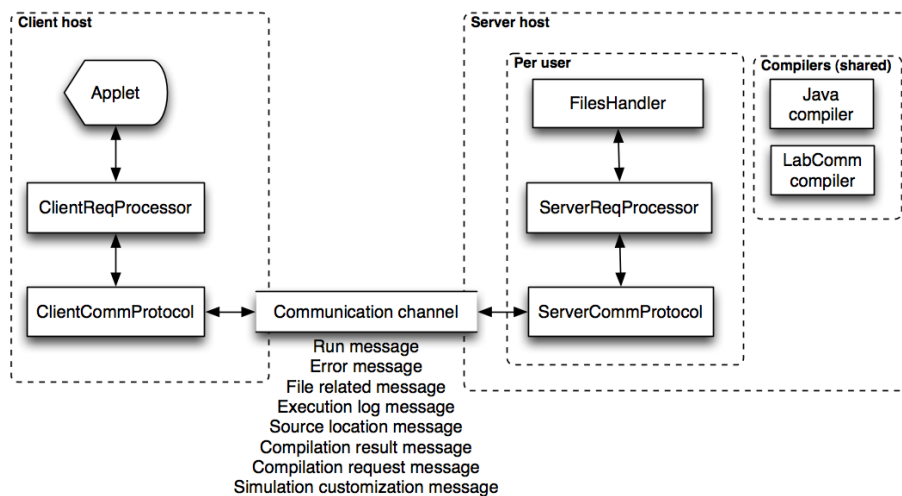 Client host
Applet
ClientReqProcessor
ClientCommProtocol
Communication channel
Run message
Error message
File related message
Execution log message
Source location message
Compilation result message
Compilation request message
Simulation customization message
Server host
Per user
FilesHandler
ServerReqProcessor
ServerCommProtocol
Compilers (shared)
Java
compiler
LabComm
compiler